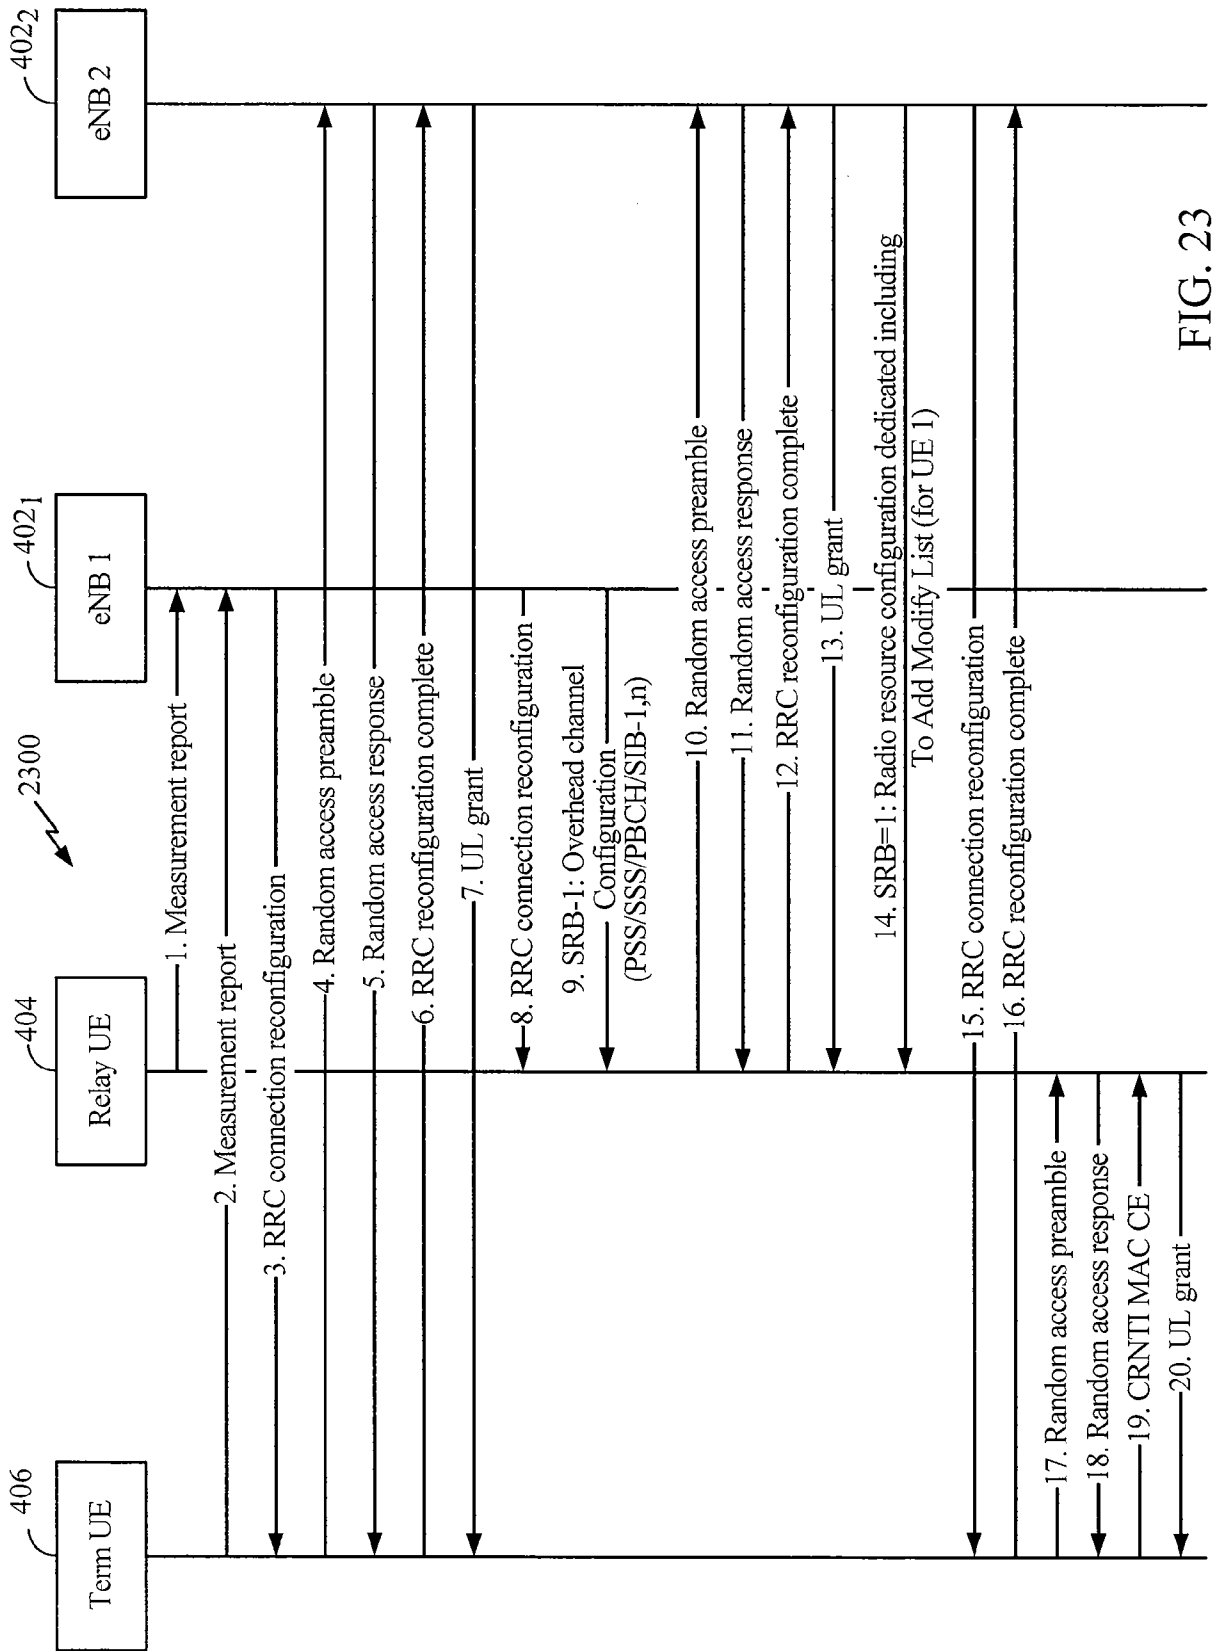 2300
406
404
402₁
402₂
Term UE
Relay UE
eNB 1
eNB 2
1. Measurement report
2. Measurement report
3. RRC connection reconfiguration
4. Random access preamble
5. Random access response
6. RRC reconfiguration complete
7. UL grant
8. RRC connection reconfiguration
9. SRB-1: Overhead channel
Configuration
(PSS/SSS/PBCH/SIB-1,n)
10. Random access preamble
11. Random access response
12. RRC reconfiguration complete
13. UL grant
14. SRB=1: Radio resource configuration dedicated including
To Add Modify List (for UE 1)
15. RRC connection reconfiguration
16. RRC reconfiguration complete
17. Random access preamble
18. Random access response
19. CRNTI MAC CE
20. UL grant
FIG. 23